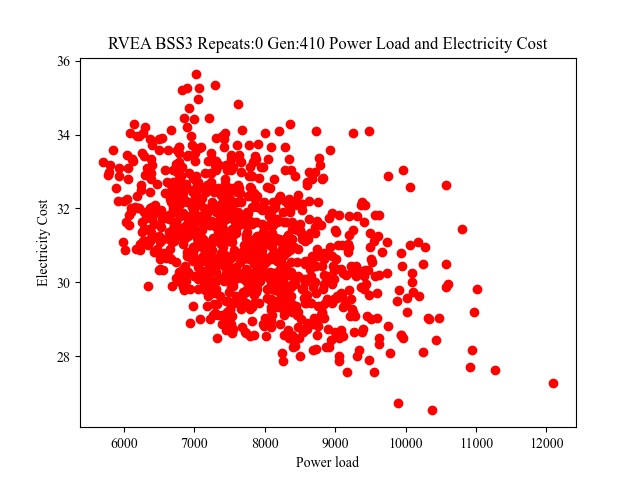 RVEA BSS3 Repeats:0 Gen:410 Power Load and Electricity Cost
36
34
32
30
28
Electricity Cost
6000 7000 8000 9000 10000 11000 12000
Power load